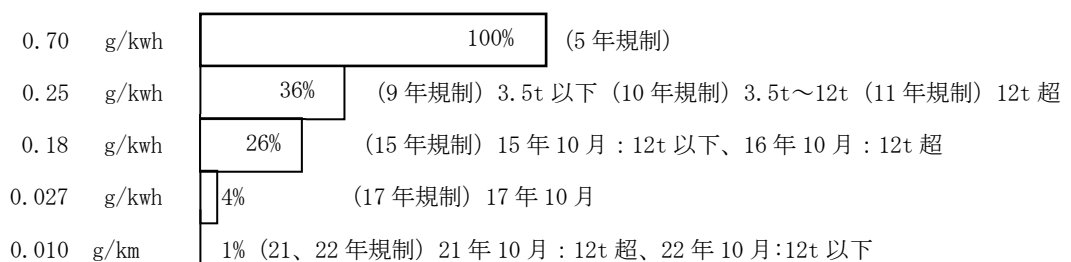 0.70 g/kwh 100% (5年規制)
0.25 g/kwh 36% (9年規制) 3.5t以下 (10年規制) 3.5t～12t (11年規制) 12t超
0.18 g/kwh 26% (15年規制) 15年10月：12t以下、16年10月：12t超
0.027 g/kwh 4% (17年規制) 17年10月
0.010 g/km 1% (21、22年規制) 21年10月：12t超、22年10月:12t以下